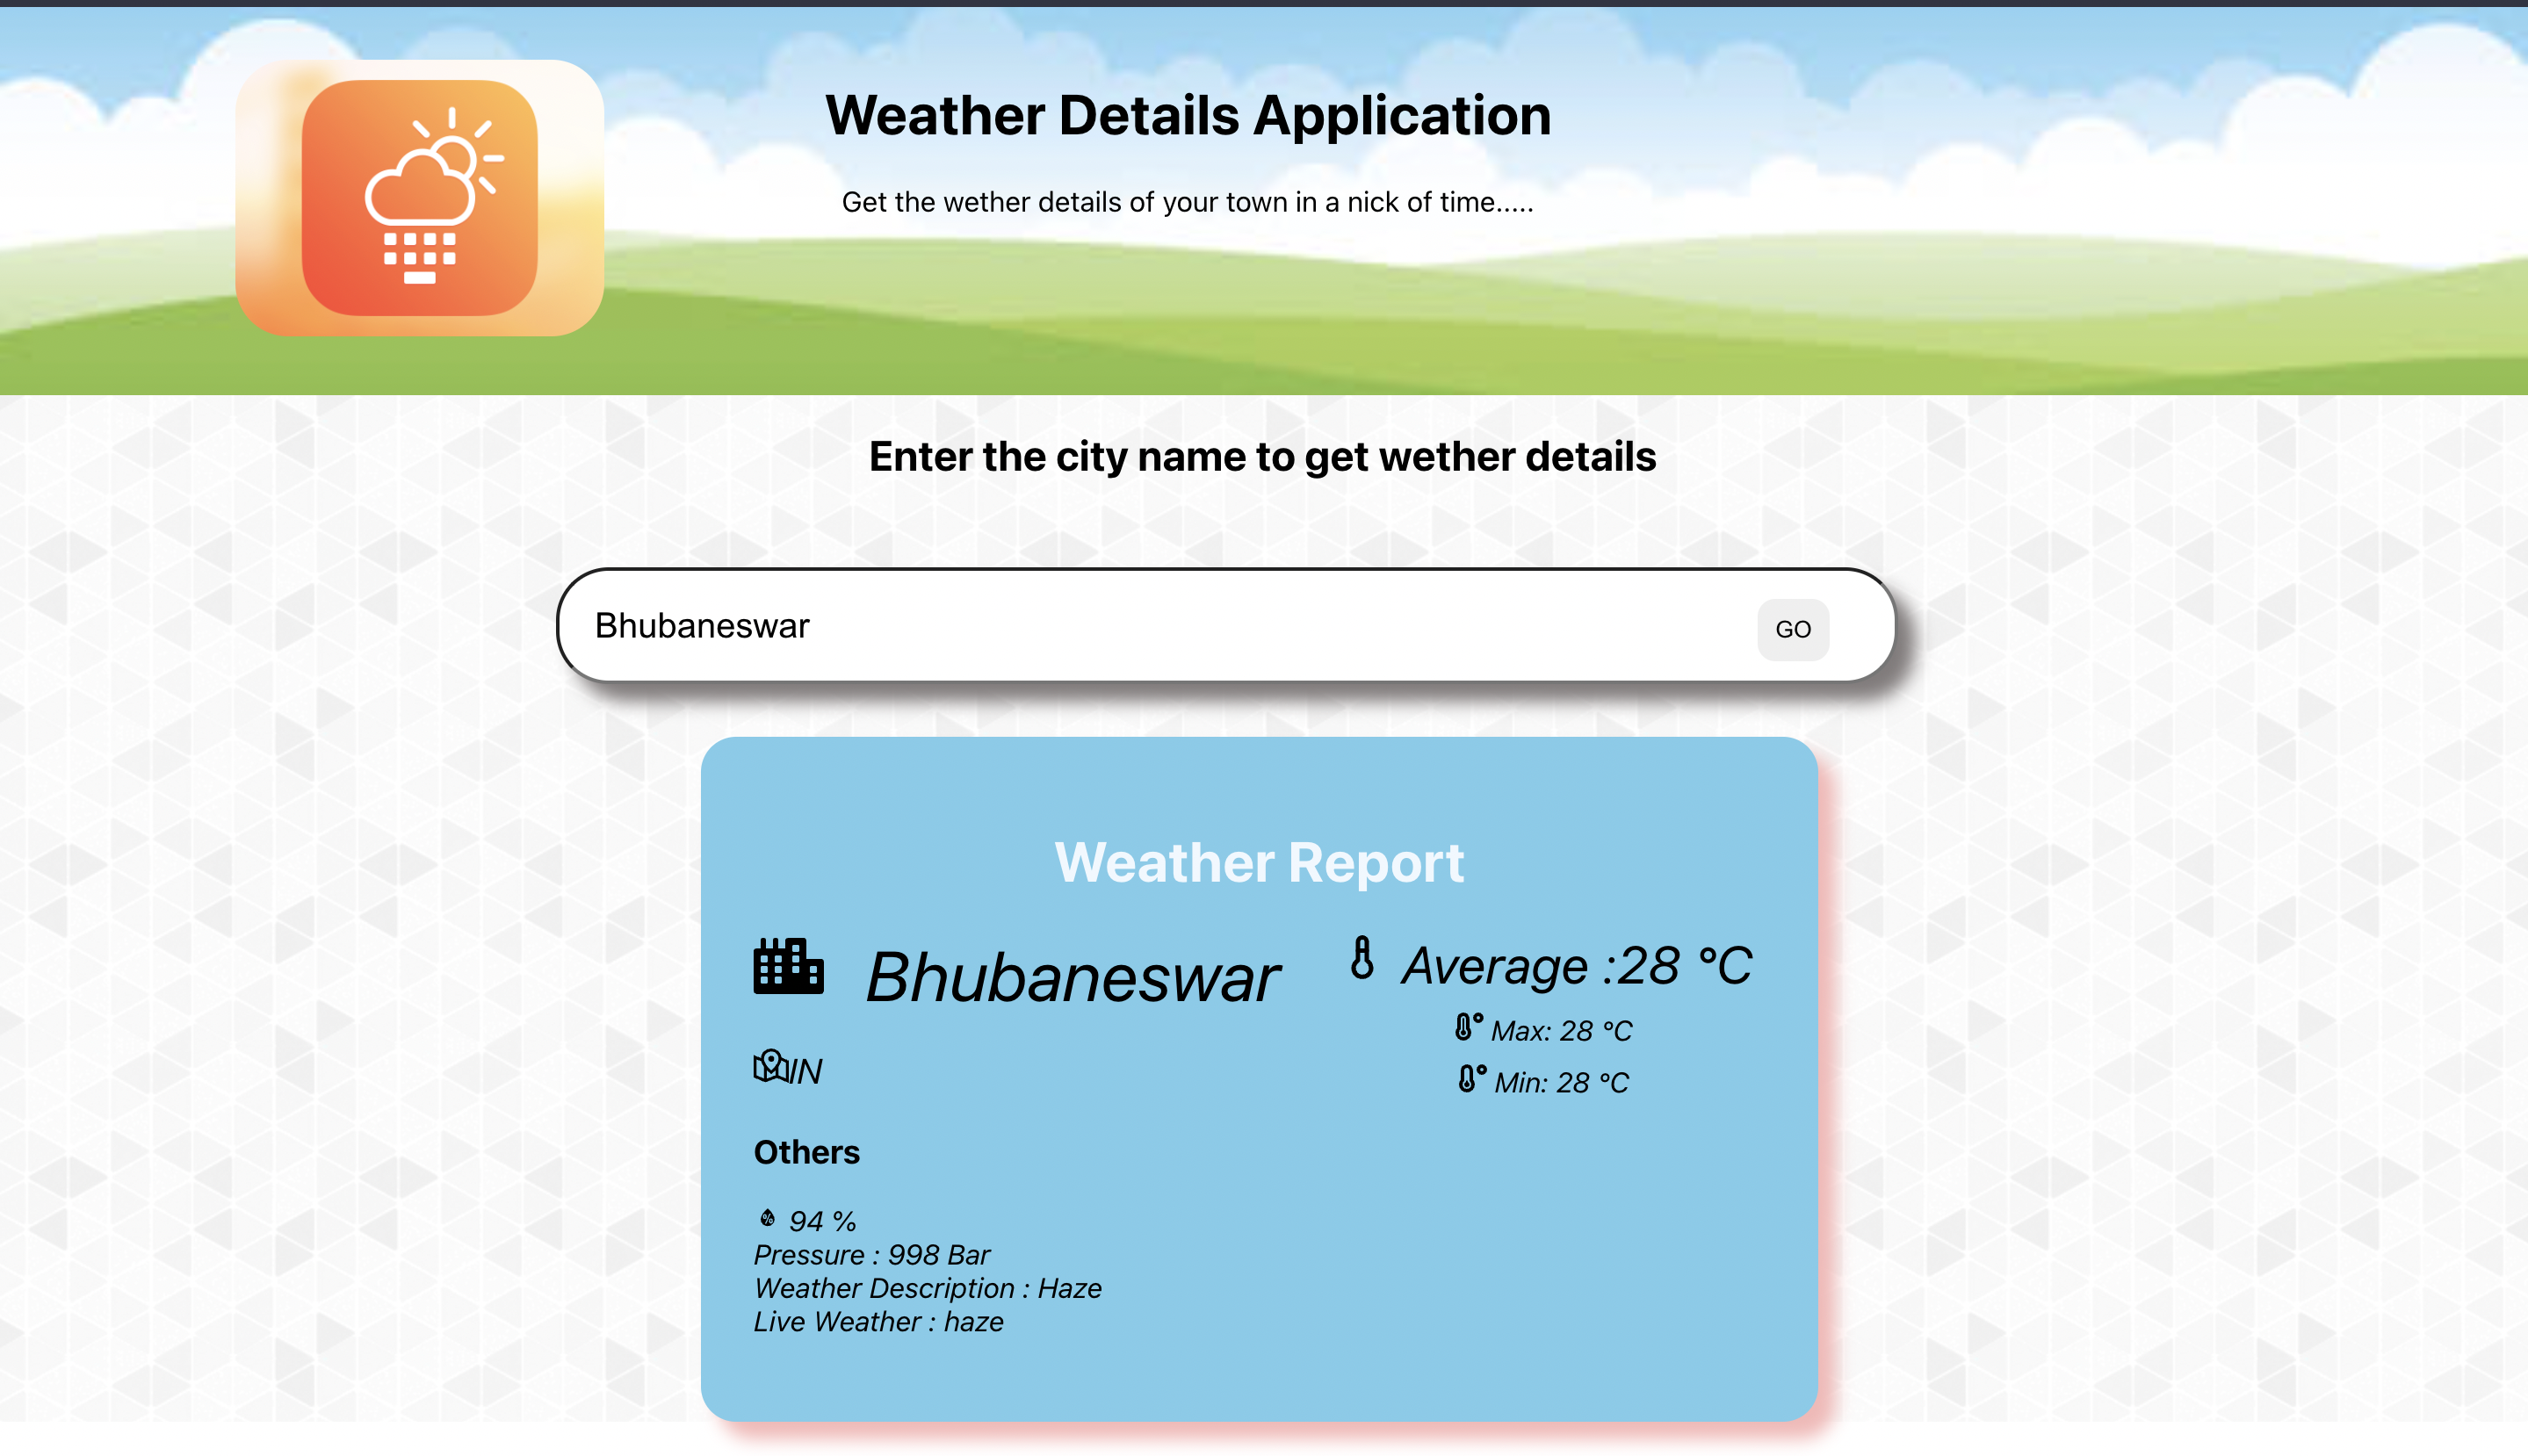 Weather Details Application
Get the wether details of your town in a nick of time.....
Enter the city name to get wether details
Bhubaneswar
GO
Weather Report
Bhubaneswar
Average :28 °C
Max: 28 °C
IN
Min: 28 °C
Others
94 %
Pressure : 998 Bar
Weather Description : Haze
Live Weather : haze